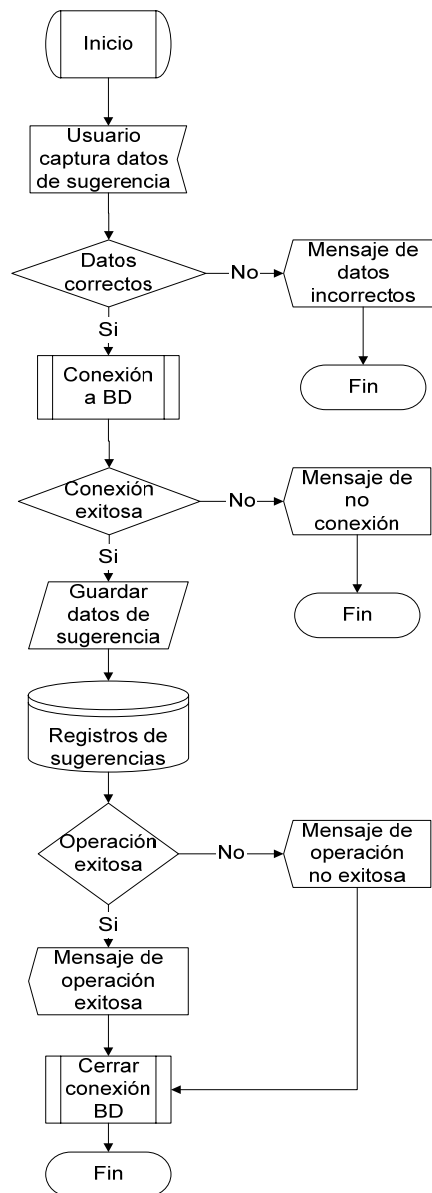 Inicio
Usuario
captura datos
de sugerencia
Datos
correctos
No
Mensaje de
datos
incorrectos
Fin
Si
Conexión
a BD
Conexión
exitosa
No
Mensaje de
no
conexión
Fin
Si
Guardar
datos de
sugerencia
Registros de
sugerencias
Operación
exitosa
No
Mensaje de
operación
no exitosa
Si
Mensaje de
operación
exitosa
Cerrar
conexión
BD
Fin